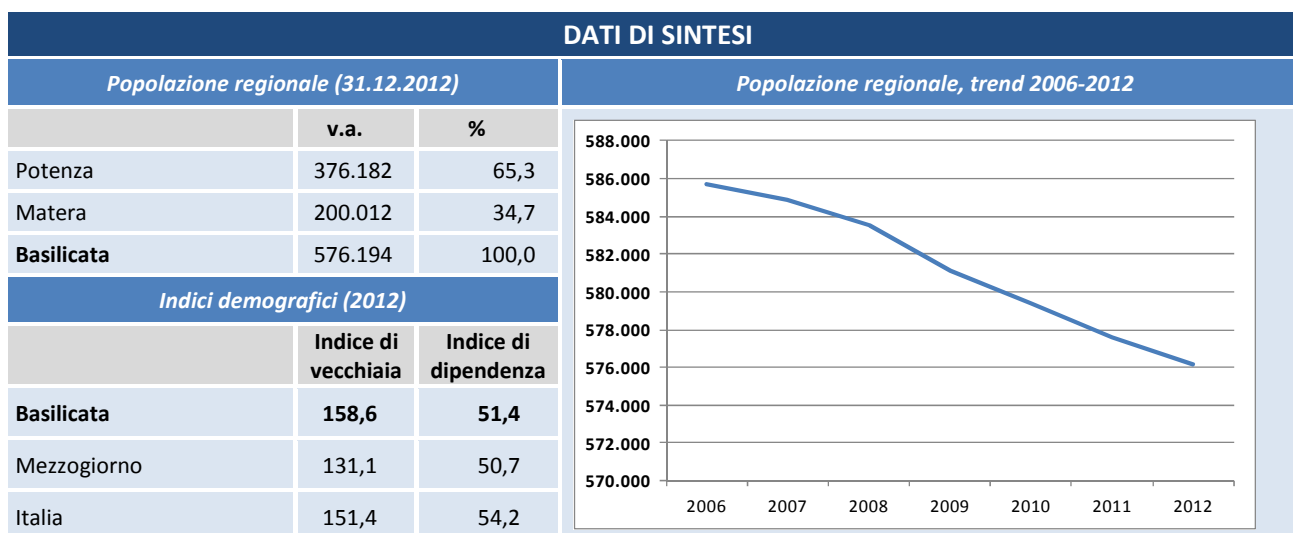 DATI DI SINTESI
Popolazione regionale (31.12.2012)
v.a. %
Potenza 376.182 65,3
Matera 200.012 34,7
Basilicata 576.194 100,0
Indici demografici (2012)
Indice di vecchiaia Indice di dipendenza
Basilicata 158,6 51,4
Mezzogiorno 131,1 50,7
Italia 151,4 54,2
Popolazione regionale, trend 2006-2012
588.000
586.000
584.000
582.000
580.000
578.000
576.000
574.000
572.000
570.000
2006 2007 2008 2009 2010 2011 2012